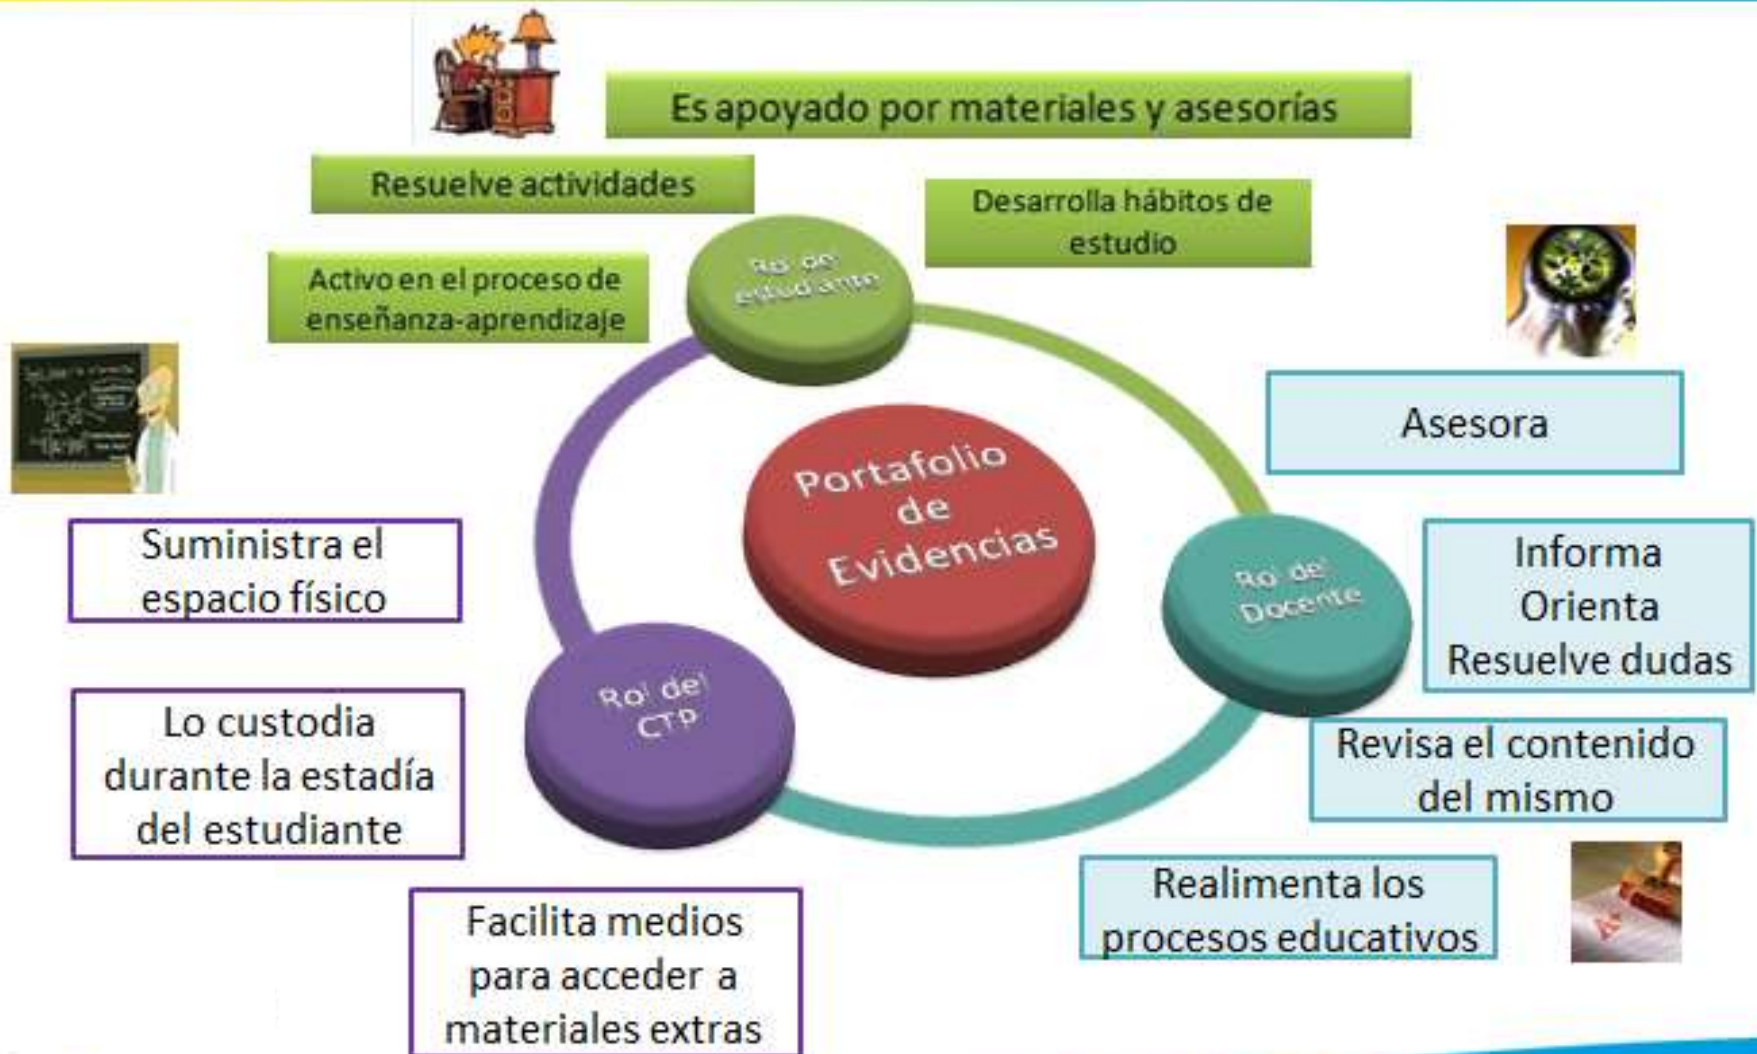 Es apoyado por materiales y asesorías
Resuelve actividades
Desarrolla hábitos de
estudio
Activo en el proceso de
enseñanza-aprendizaje
Rol del
estudiante
Asesora
Portafolio
de
Evidencias
Suministra el
espacio físico
Informa
Orienta
Resuelve dudas
Rol del
Docente
Rol del
CTP
Lo custodia
durante la estadía
del estudiante
Revisa el contenido
del mismo
Realimenta los
procesos educativos
Facilita medios
para acceder a
materiales extras